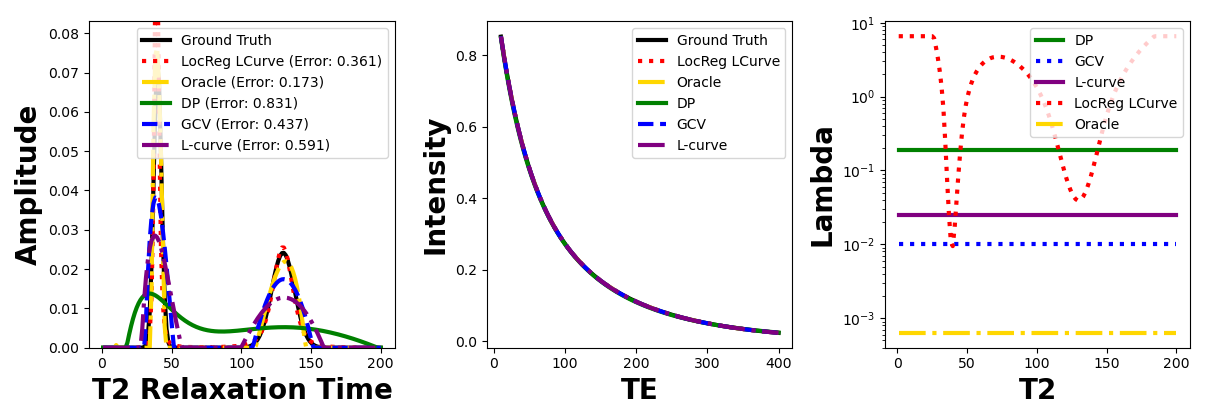 0.08
0.07
0.06
0.05
0.04
0.03
0.02
0.01
0.00
Amplitude
0
50
100
150
200
T2 Relaxation Time
Ground Truth
LocReg LCurve (Error: 0.361)
Oracle (Error: 0.173)
DP (Error: 0.831)
GCV (Error: 0.437)
L-curve (Error: 0.591)
0.8
0.6
0.4
0.2
0.0
Intensity
0
100
200
300
400
TE
Ground Truth
LocReg LCurve
Oracle
DP
GCV
L-curve
10^1
10^0
10^-1
10^-2
10^-3
Lambda
0
50
100
150
200
T2
DP
GCV
L-curve
LocReg LCurve
Oracle